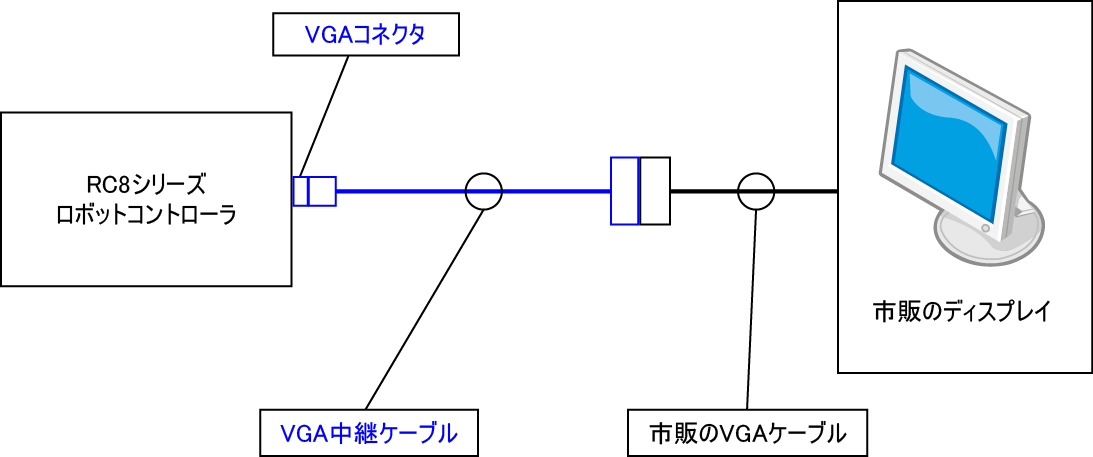 VGAコネクタ
RC8シリーズ
ロボットコントローラ
市販のディスプレイ
VGA中継ケーブル
市販のVGAケーブル